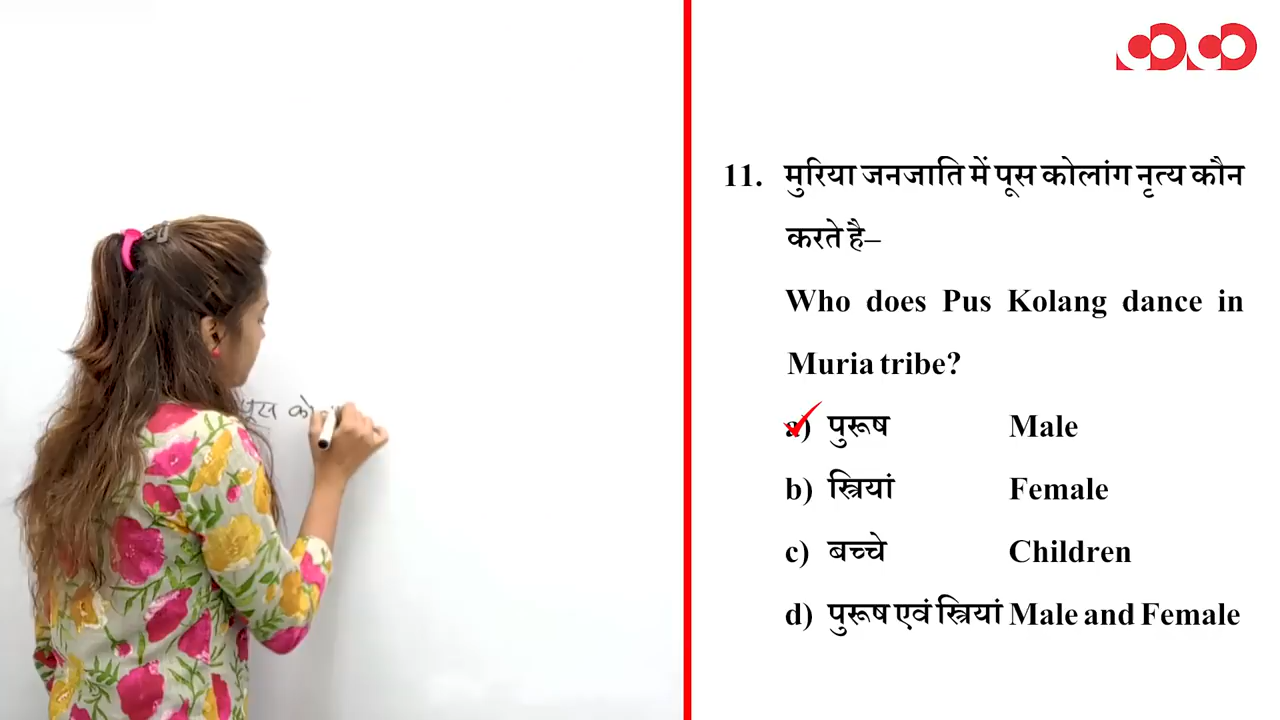 पूस को
11. मुरिया जनजाति में पूस कोलांग नृत्य कौन
करते है–
Who does Pus Kolang dance in
Muria tribe?
a) पुरूष Male
b) स्त्रियां Female
c) बच्चे Children
d) पुरूष एवं स्त्रियां Male and Female